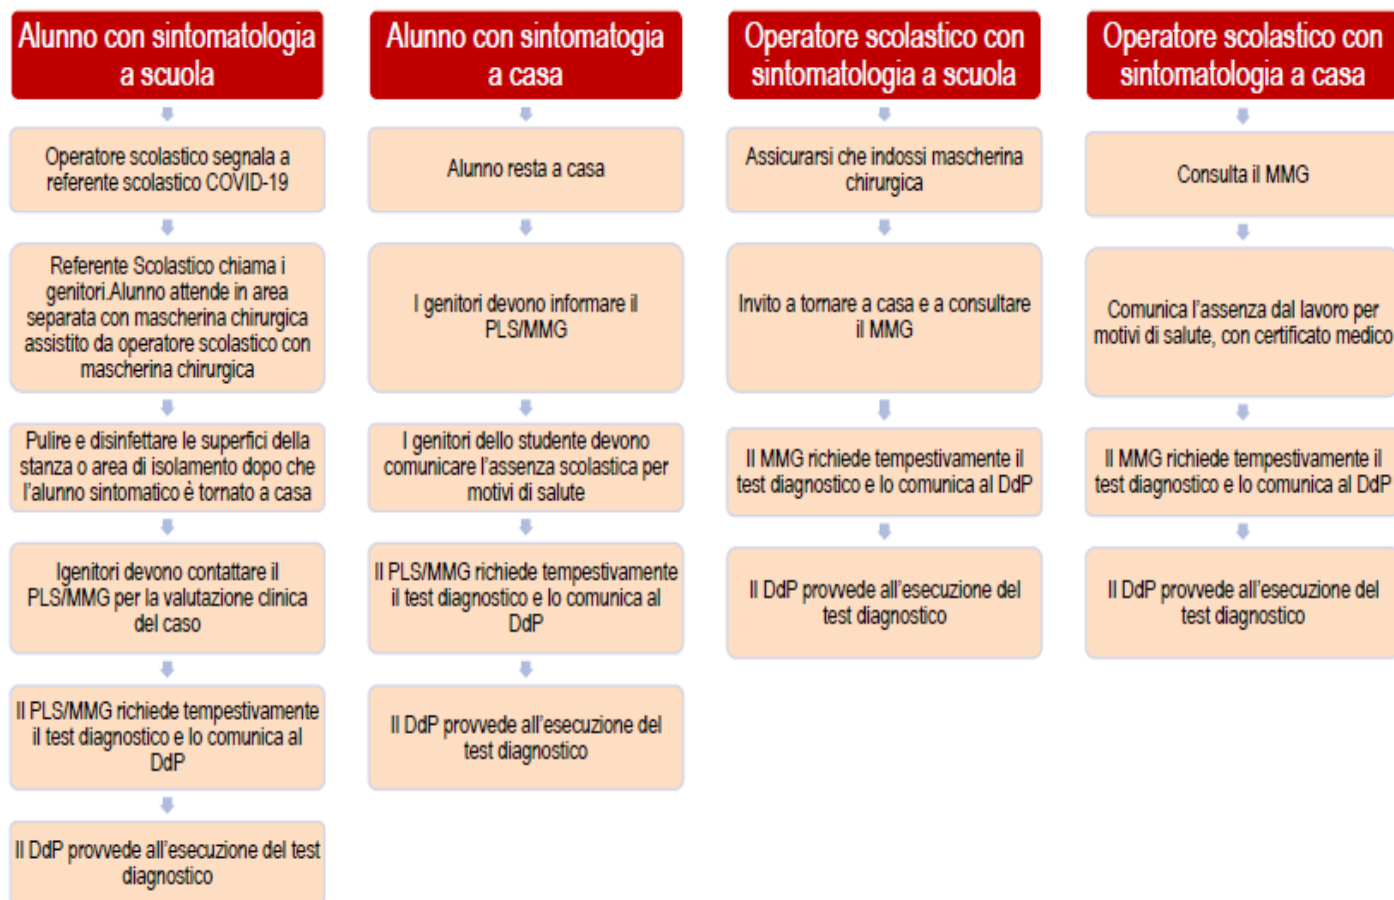 Alunno con sintomatologia
a scuola
Operatore scolastico segnala a
referente scolastico COVID-19
Referente Scolastico chiama i
genitori.Alunno attende in area
separata con mascherina chirurgica
assistito da operatore scolastico con
mascherina chirurgica
Pulire e disinfettare le superfici della
stanza o area di isolamento dopo che
l'alunno sintomatico è tornato a casa
Igenitori devono contattare il
PLS/MMG per la valutazione clinica
del caso
Il PLS/MMG richiede tempestivamente
il test diagnostico e lo comunica al
DdP
Il DdP provvede all'esecuzione del test
diagnostico
Alunno con sintomatogia
a casa
Alunno resta a casa
I genitori devono informare il
PLS/MMG
I genitori dello studente devono
comunicare l'assenza scolastica per
motivi di salute
Il PLS/MMG richiede tempestivamente
il test diagnostico e lo comunica al
DdP
Il DdP provvede all'esecuzione del
test diagnostico
Operatore scolastico con
sintomatologia a scuola
Assicurarsi che indossi mascherina
chirurgica
Invito a tornare a casa e a consultare
il MMG
Il MMG richiede tempestivamente il
test diagnostico e lo comunica al DdP
Il DdP provvede all'esecuzione del
test diagnostico
Operatore scolastico con
sintomatologia a casa
Consulta il MMG
Comunica l'assenza dal lavoro per
motivi di salute, con certificato medico
Il MMG richiede tempestivamente il
test diagnostico e lo comunica al DdP
Il DdP provvede all'esecuzione del
test diagnostico